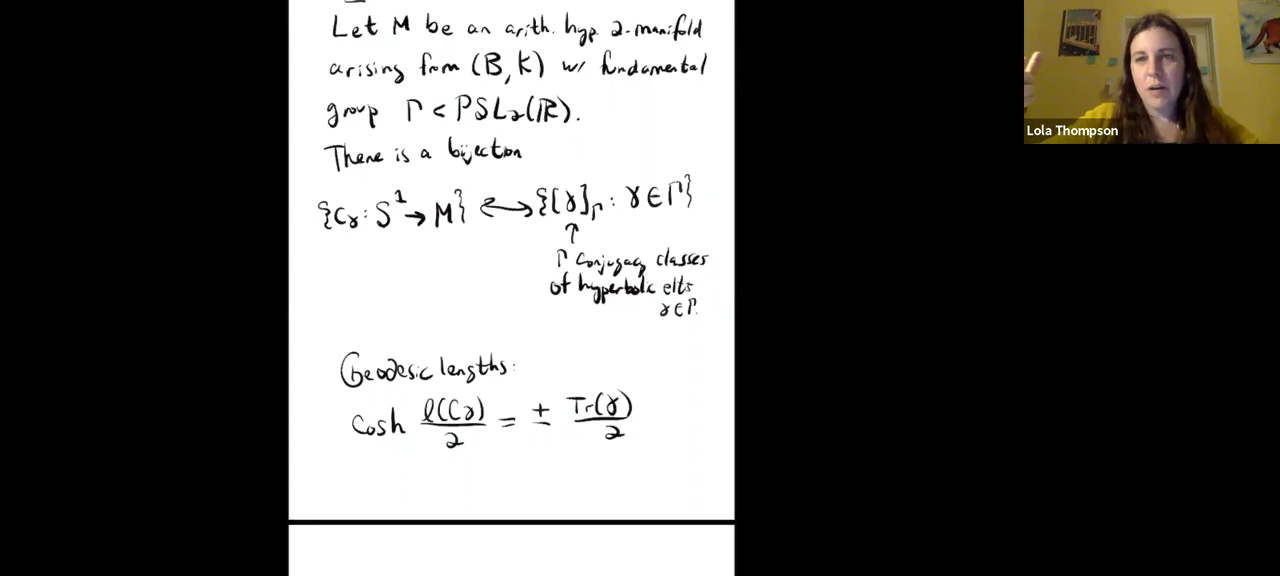 Let M be an arith. hyp. 2-manifold
arising from (B, K) w/ fundamental
group Γ < PSL₂(ℝ).
There is a bijection
{Cγ: S¹ → M} ↔ {[γ]_Γ : γ ∈ Γ}
↑
Γ conjugacy classes
of hyperbolic elts
γ ∈ Γ.
Geodesic lengths:
Cosh ℓ(Cγ)/2 = ± Tr(γ)/2
Lola Thompson